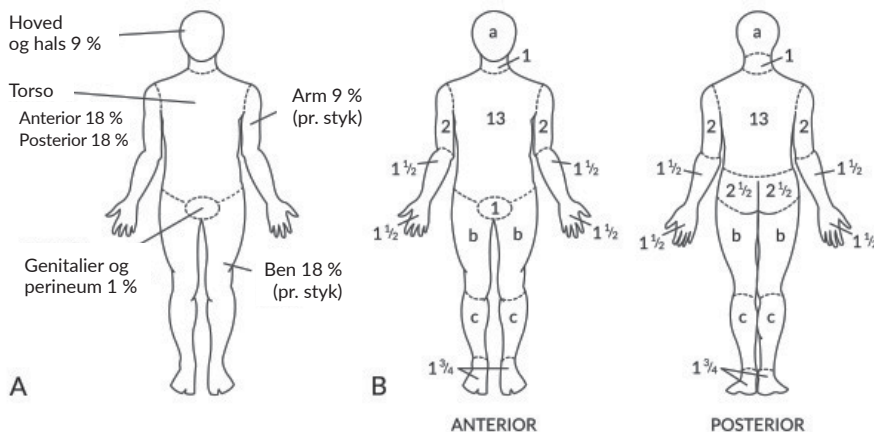 Hoved
og hals 9 %
Torso
Anterior 18 %
Posterior 18 %
Arm 9 %
(pr. styk)
Genitalier og
perineum 1 %
Ben 18 %
(pr. styk)
A
a
1
2
13
2
1 ½
1 ½
1
1 ½
1 ½
b
b
c
c
1 ¾
B
ANTERIOR
a
1
2
13
2
1 ½
1 ½
2 ½
2 ½
1 ½
1 ½
b
b
c
c
1 ¾
POSTERIOR